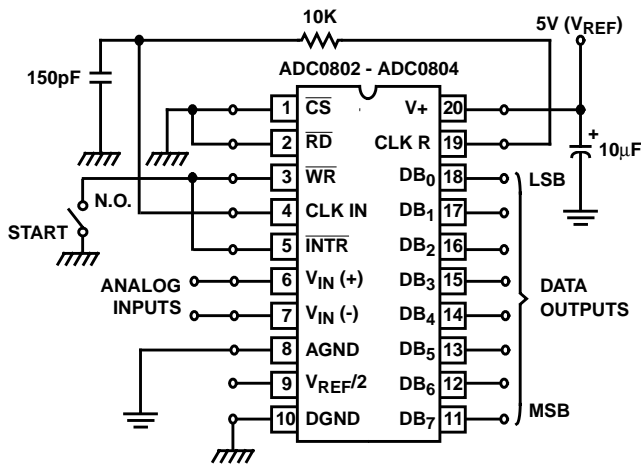 10K
5V (VREF)
150pF
ADC0802 - ADC0804
1 CS V+ 20
2 RD CLK R 19
+
10μF
3 WR DB0 18 LSB
N.O.
START
4 CLK IN DB1 17
5 INTR DB2 16
ANALOG
INPUTS
6 VIN (+) DB3 15
DATA
OUTPUTS
7 VIN (-) DB4 14
8 AGND DB5 13
9 VREF/2 DB6 12
10 DGND DB7 11 MSB